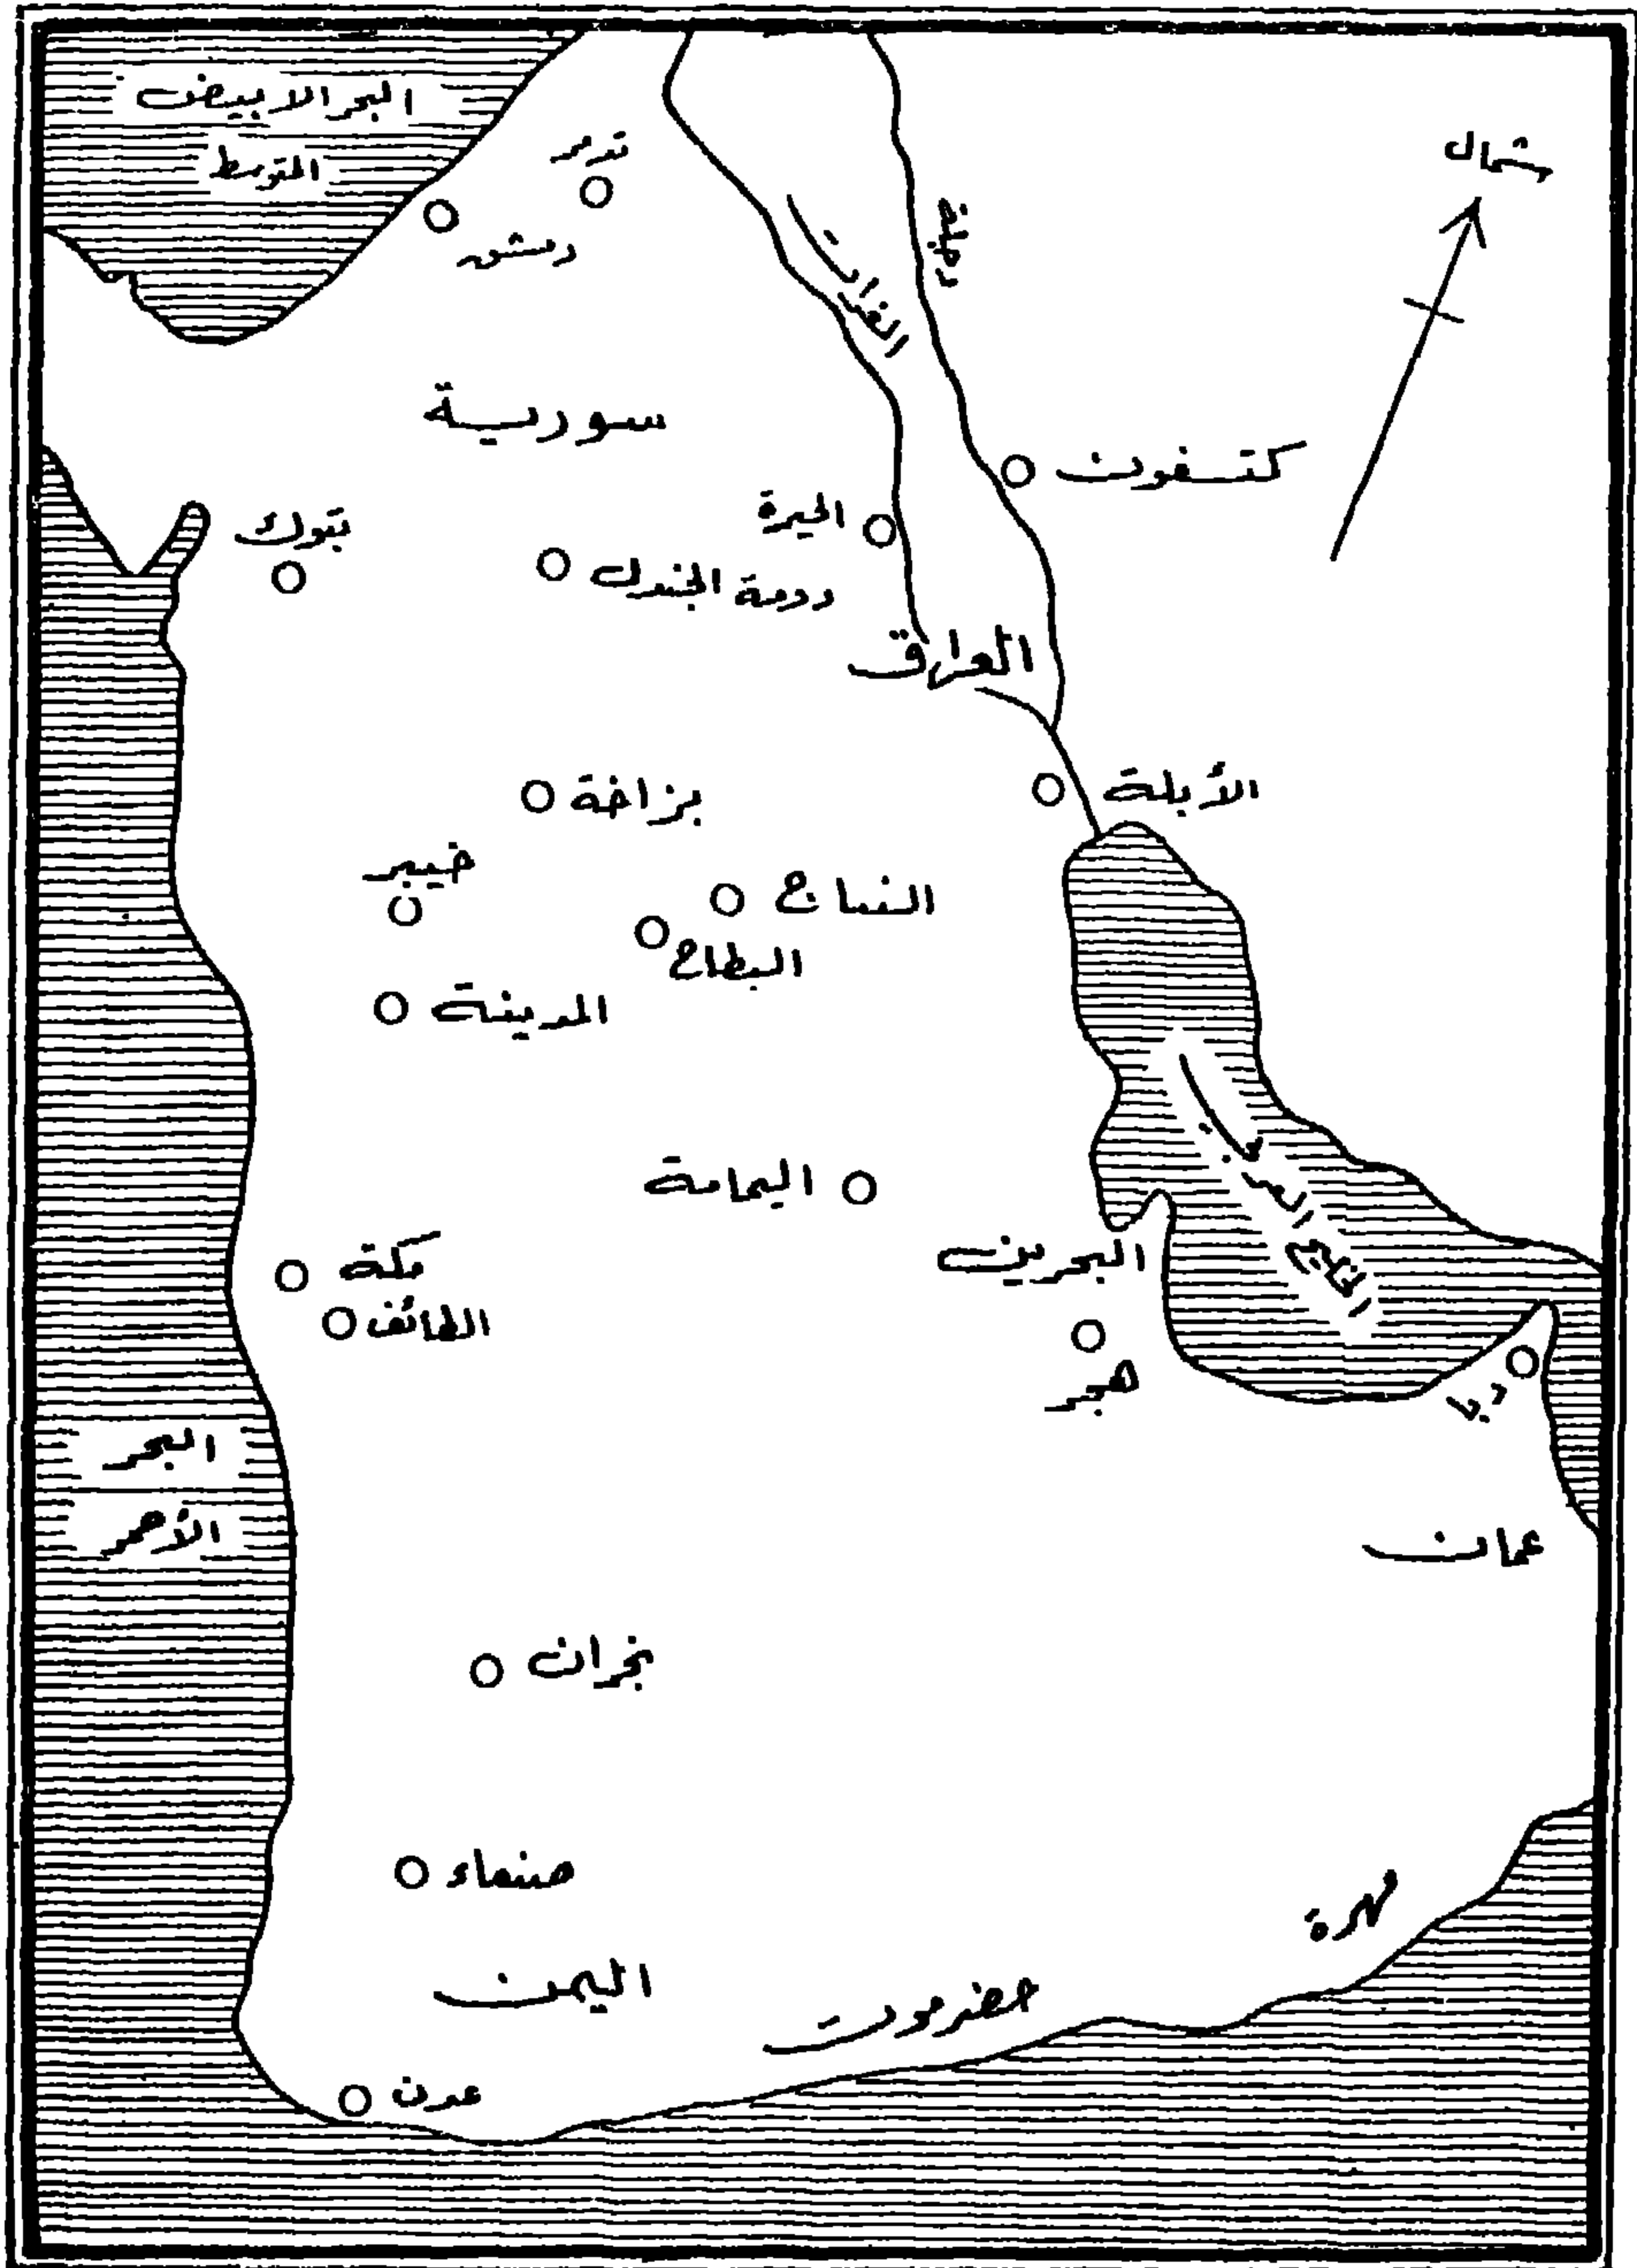 البحر الابيض
المتوسط
تدمر
شمال
دمشق
الفرات
دجلة
سورية
كتسفون
الحيرة
تبوك
دومة الجندل
العراق
الأبلة
بزاخة
خيبر
النباج
البطاح
المدينة
اليمامة
الخليج العربي
البحرين
مكة
الطائف
هجر
دبا
البحر
الأحمر
عمان
نجران
صنعاء
مهرة
اليمن
حضرموت
عدن